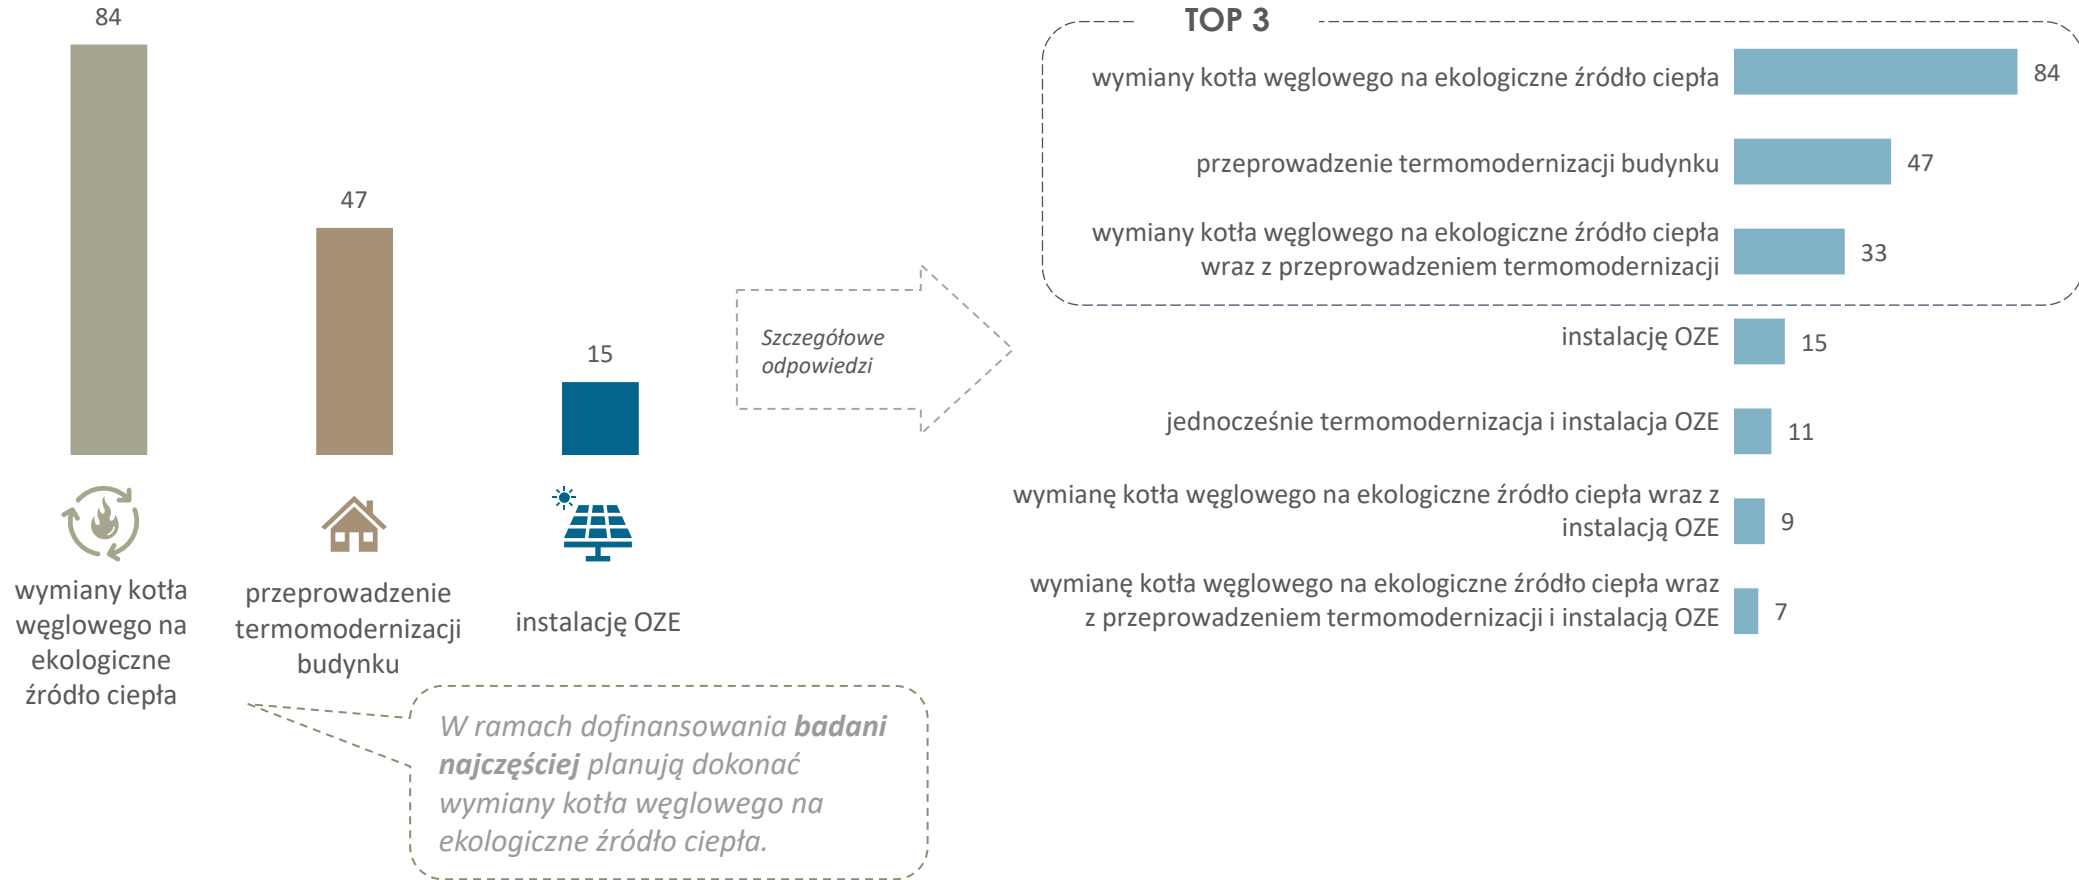 84
47
15
wymiany kotła
węglowego na
ekologiczne
źródło ciepła
przeprowadzenie
termomodernizacji
budynku
instalację OZE
W ramach dofinansowania badani
najczęściej planują dokonać
wymiany kotła węglowego na
ekologiczne źródło ciepła.
Szczegółowe
odpowiedzi
TOP 3
wymiany kotła węglowego na ekologiczne źródło ciepła 84
przeprowadzenie termomodernizacji budynku 47
wymiany kotła węglowego na ekologiczne źródło ciepła
wraz z przeprowadzeniem termomodernizacji 33
instalację OZE 15
jednocześnie termomodernizacja i instalacja OZE 11
wymianę kotła węglowego na ekologiczne źródło ciepła wraz z
instalacją OZE 9
wymianę kotła węglowego na ekologiczne źródło ciepła wraz
z przeprowadzeniem termomodernizacji i instalacją OZE 7